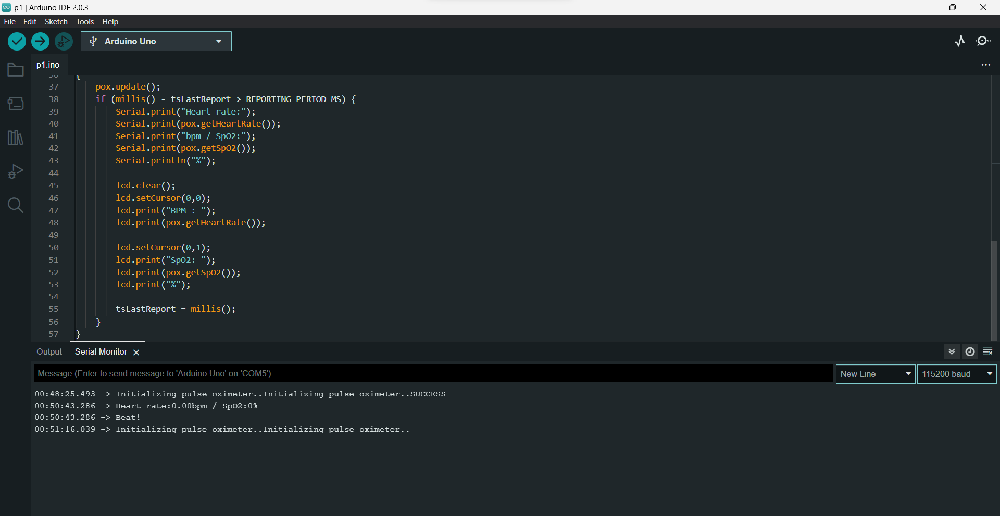 p1 | Arduino IDE 2.0.3
File Edit Sketch Tools Help
Arduino Uno
p1.ino
36 {
37 pox.update();
38 if (millis() - tsLastReport > REPORTING_PERIOD_MS) {
39 Serial.print("Heart rate:");
40 Serial.print(pox.getHeartRate());
41 Serial.print("bpm / SpO2:");
42 Serial.print(pox.getSpO2());
43 Serial.println("%");
44
45 lcd.clear();
46 lcd.setCursor(0,0);
47 lcd.print("BPM : ");
48 lcd.print(pox.getHeartRate());
49
50 lcd.setCursor(0,1);
51 lcd.print("SpO2: ");
52 lcd.print(pox.getSpO2());
53 lcd.print("%");
54
55 tsLastReport = millis();
56 }
57 }
Output Serial Monitor
Message (Enter to send message to 'Arduino Uno' on 'COM5') New Line 115200 baud
00:48:25.493 -> Initializing pulse oximeter..Initializing pulse oximeter..SUCCESS
00:50:43.286 -> Heart rate:0.00bpm / SpO2:0%
00:50:43.286 -> Beat!
00:51:16.039 -> Initializing pulse oximeter..Initializing pulse oximeter..